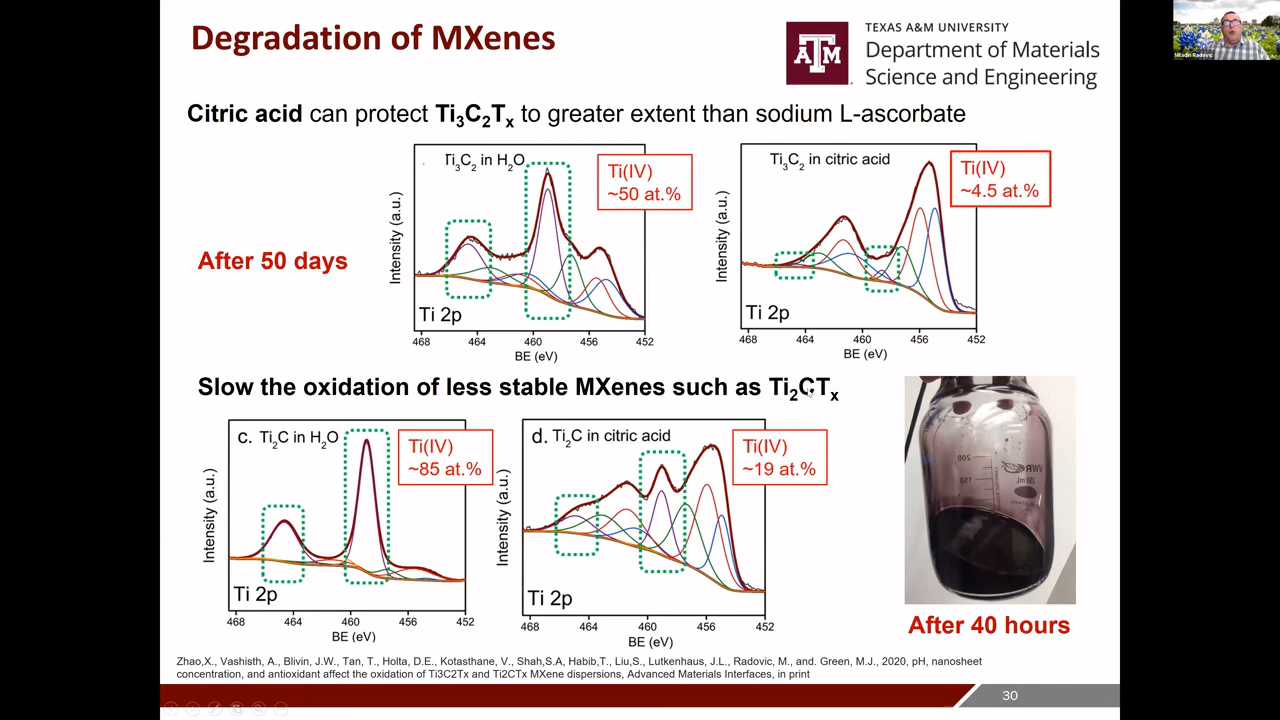 Degradation of MXenes
ATM
TEXAS A&M UNIVERSITY
Department of Materials
Science and Engineering
Miladin Radovic
Citric acid can protect Ti3C2Tx to greater extent than sodium L-ascorbate
After 50 days
Ti3C2 in H2O
Ti(IV)
~50 at.%
Intensity (a.u.)
Ti 2p
468 464 460 456 452
BE (eV)
Ti3C2 in citric acid
Ti(IV)
~4.5 at.%
Intensity (a.u.)
Ti 2p
468 464 460 456 452
BE (eV)
Slow the oxidation of less stable MXenes such as Ti2CTx
c. Ti2C in H2O
Ti(IV)
~85 at.%
Intensity (a.u.)
Ti 2p
468 464 460 456 452
BE (eV)
d. Ti2C in citric acid
Ti(IV)
~19 at.%
Intensity (a.u.)
Ti 2p
468 464 460 456 452
BE (eV)
200
150
VWR
After 40 hours
Zhao,X., Vashisth, A., Blivin, J.W., Tan, T., Holta, D.E., Kotasthane, V., Shah,S.A, Habib,T., Liu,S., Lutkenhaus, J.L., Radovic, M., and. Green, M.J., 2020, pH, nanosheet
concentration, and antioxidant affect the oxidation of Ti3C2Tx and Ti2CTx MXene dispersions, Advanced Materials Interfaces, in print
30